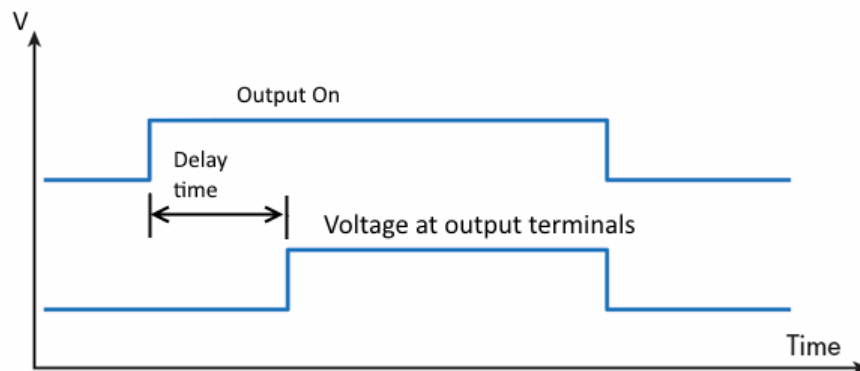 V
Output On
Delay
time
Voltage at output terminals
Time